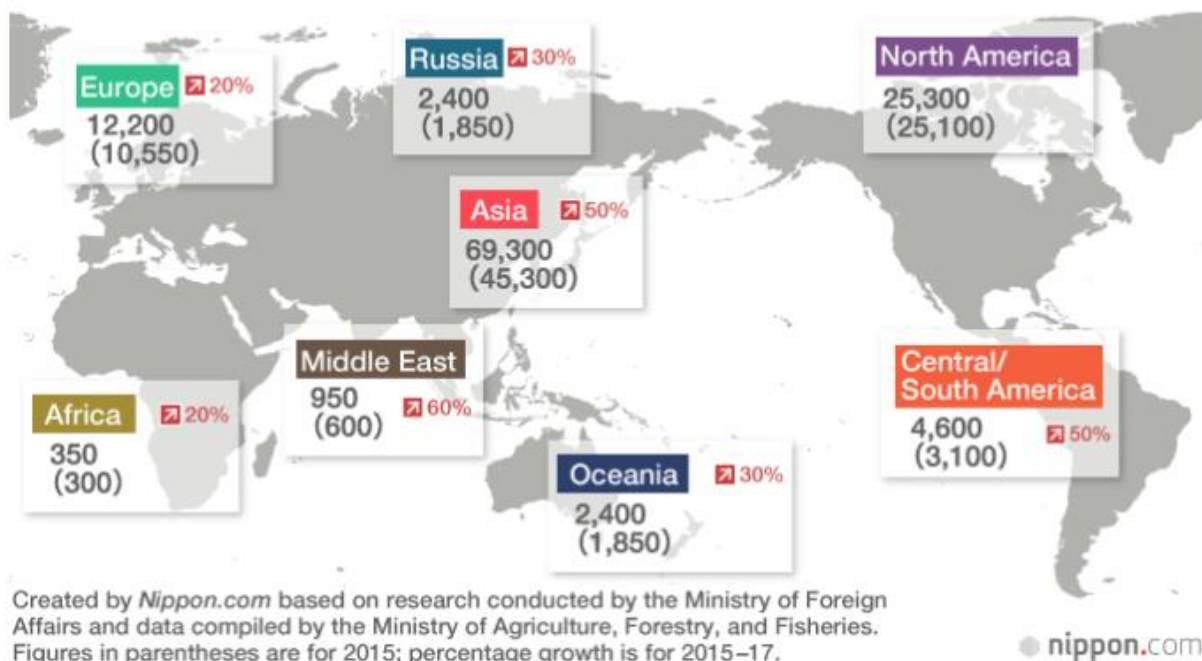 Europe 20%
12,200
(10,550)
Russia 30%
2,400
(1,850)
North America
25,300
(25,100)
Asia 50%
69,300
(45,300)
Middle East
950
(600) 60%
Africa 20%
350
(300)
Oceania 30%
2,400
(1,850)
Central/
South America
4,600 50%
(3,100)
Created by Nippon.com based on research conducted by the Ministry of Foreign
Affairs and data compiled by the Ministry of Agriculture, Forestry, and Fisheries.
Figures in parentheses are for 2015; percentage growth is for 2015–17.
nippon.com